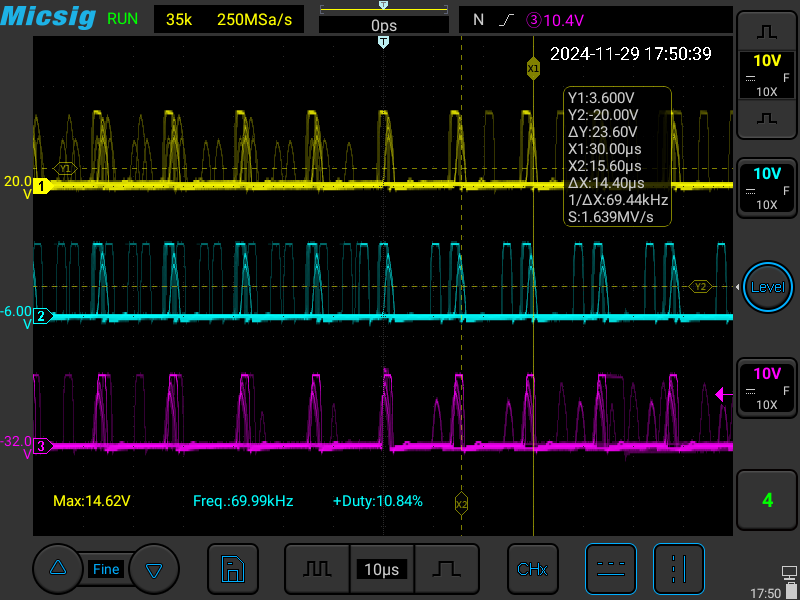 Micsig RUN 35k 250MSa/s 0ps N 3 10.4V
T
T
2024-11-29 17:50:39
X1
10V
F
10X
Y1:3.600V
Y2:-20.00V
ΔY:23.60V
X1:30.00µs
X2:15.60µs
ΔX:14.40µs
1/ΔX:69.44kHz
S:1.639MV/s
Y1
20.0 V
1
10V
F
10X
Y2
Level
-6.00 V
2
10V
F
10X
-32.0 V
3
Max:14.62V Freq.:69.99kHz +Duty:10.84%
X2
4
Fine 10µs CHx
17:50